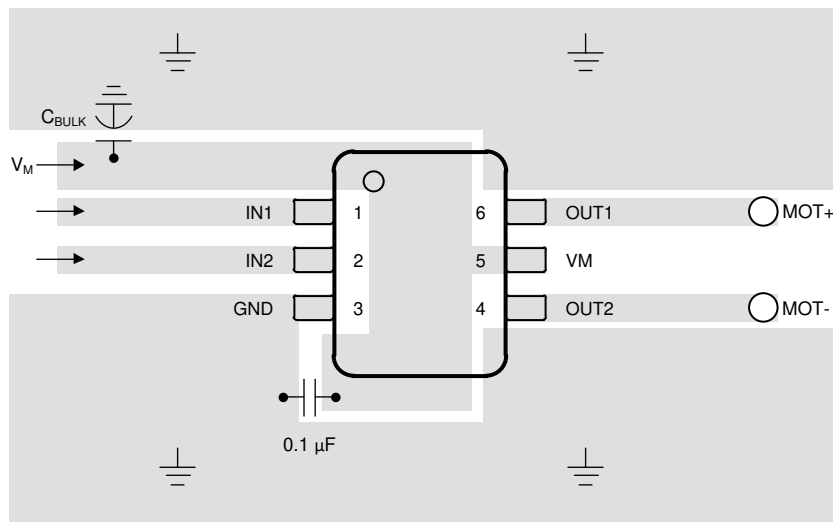 C_BULK
V_M
IN1 1 6 OUT1 MOT+
IN2 2 5 VM
GND 3 4 OUT2 MOT-
0.1 µF